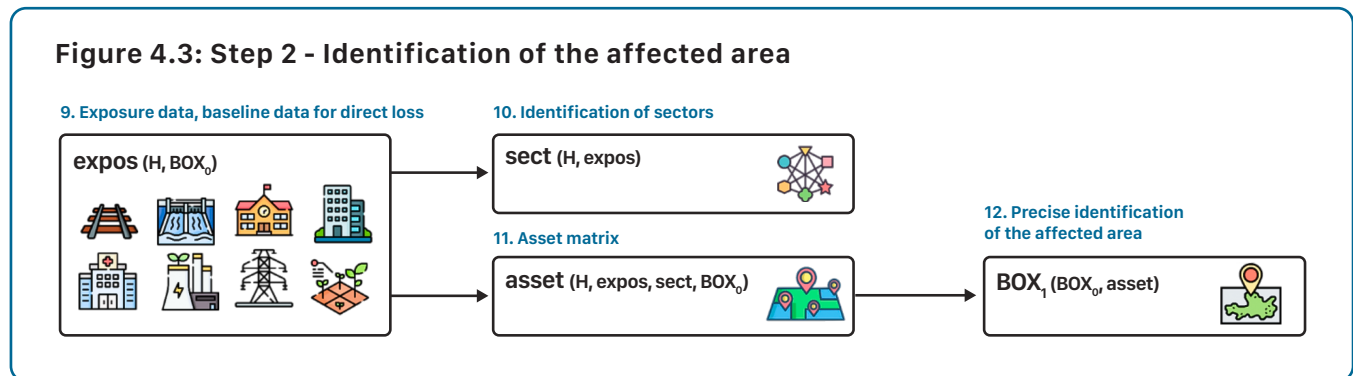 Figure 4.3: Step 2 - Identification of the affected area
9. Exposure data, baseline data for direct loss
expos (H, BOX₀)
10. Identification of sectors
sect (H, expos)
11. Asset matrix
asset (H, expos, sect, BOX₀)
12. Precise identification
of the affected area
BOX₁ (BOX₀, asset)